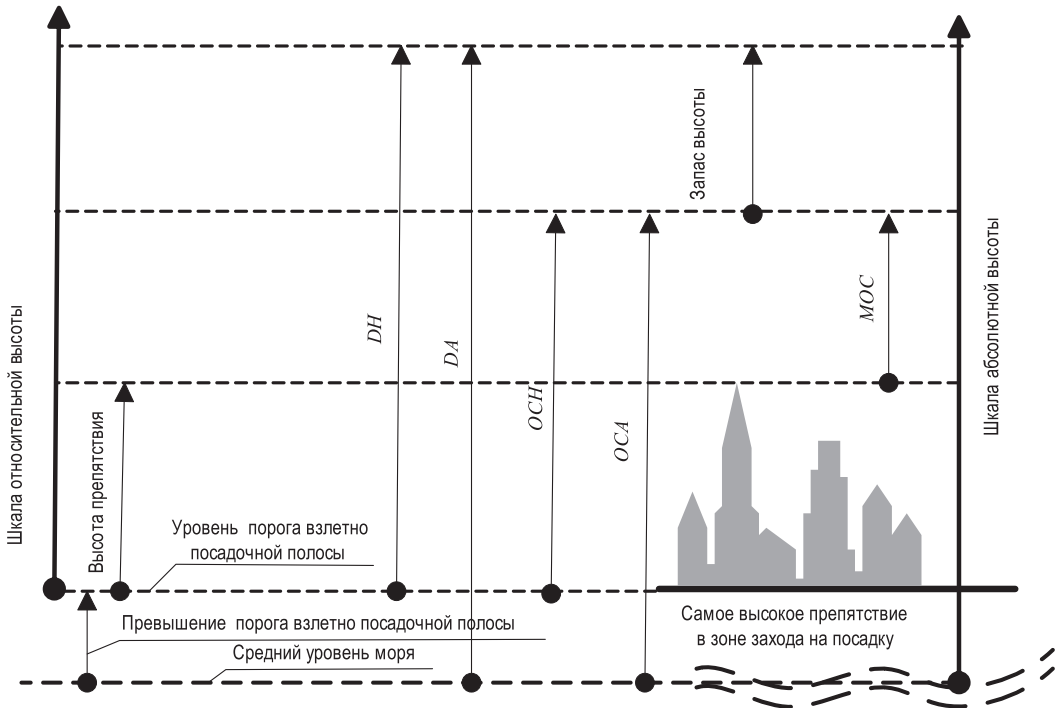 Шкала относительной высоты
Высота препятствия
Уровень порога взлетно
посадочной полосы
Превышение порога взлетно посадочной полосы
Средний уровень моря
DH
DA
OCH
OCA
Запас высоты
MOC
Самое высокое препятствие
в зоне захода на посадку
Шкала абсолютной высоты